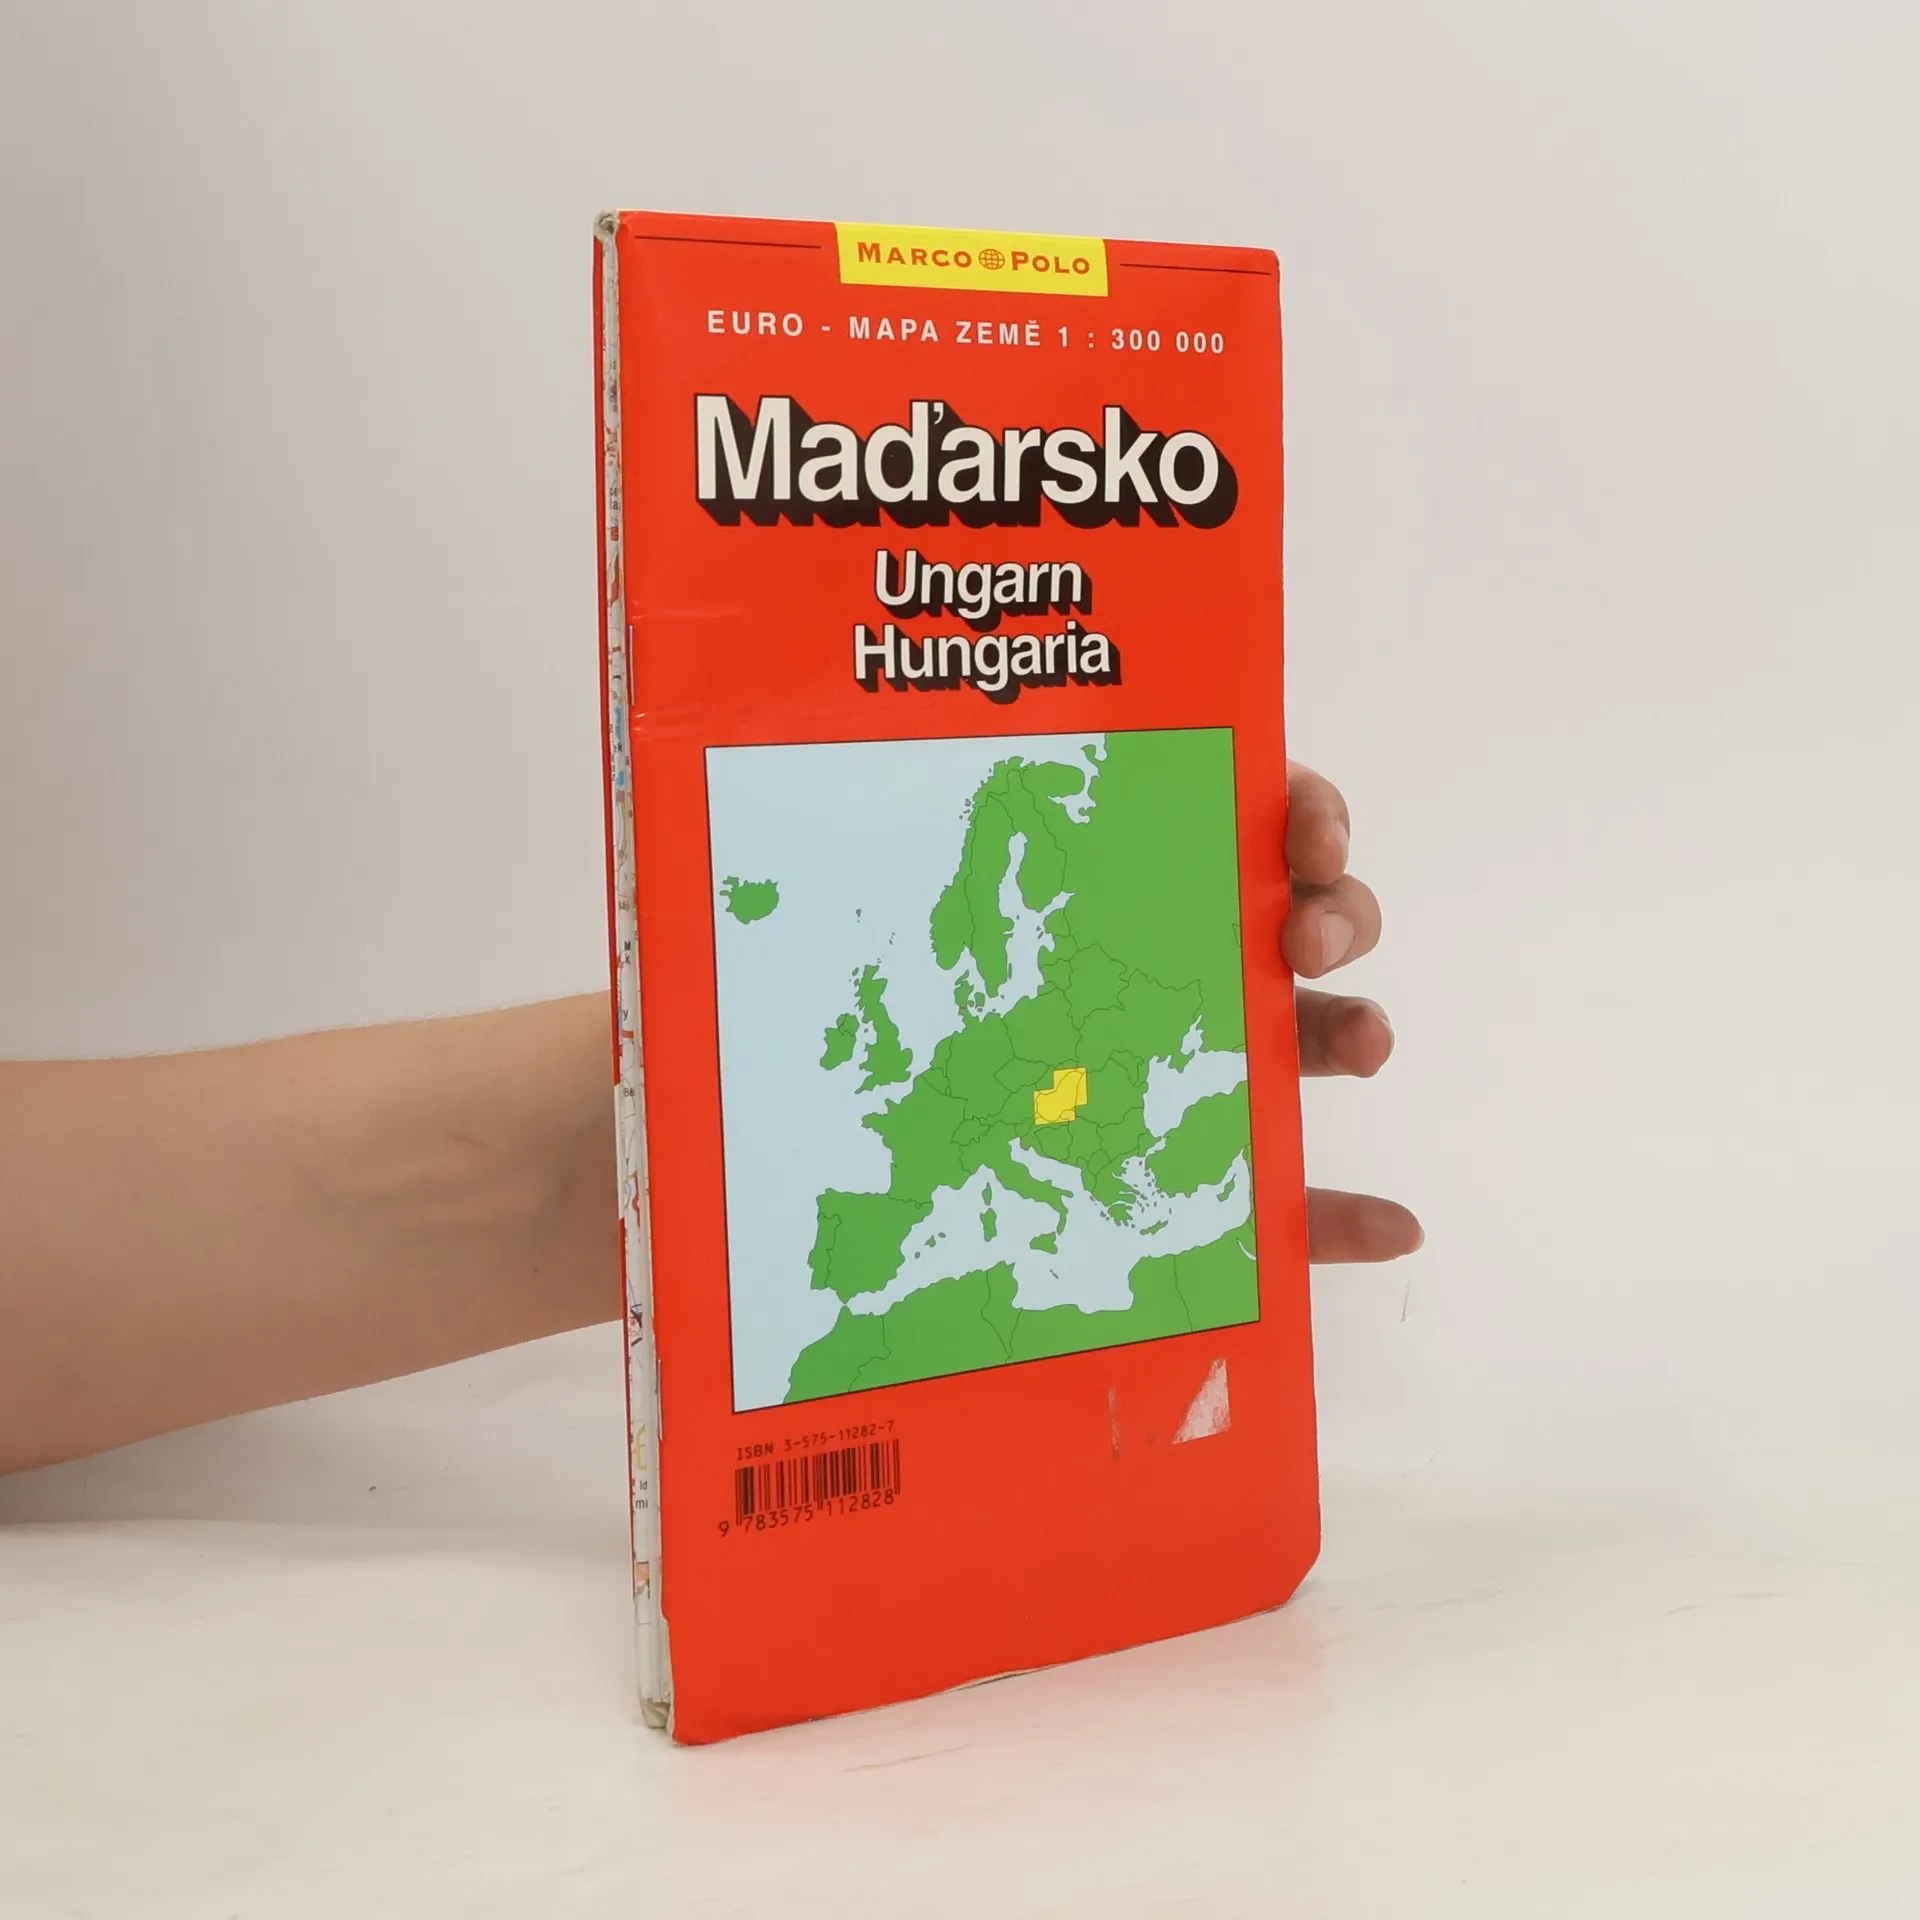 MARCO POLO
EURO - MAPA ZEMĚ 1 : 300 000
Maďarsko
Ungarn
Hungaria
ISBN 3-575-11282-7
9 783575 112828